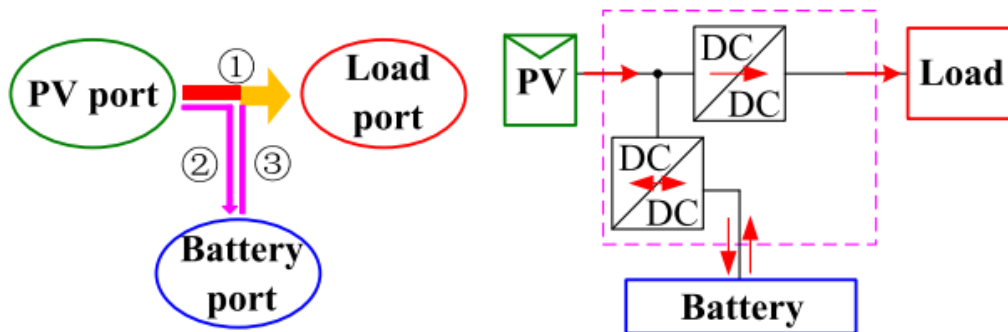 PV port
①
Load
port
②
③
Battery
port
PV
DC
DC
Load
DC
DC
Battery